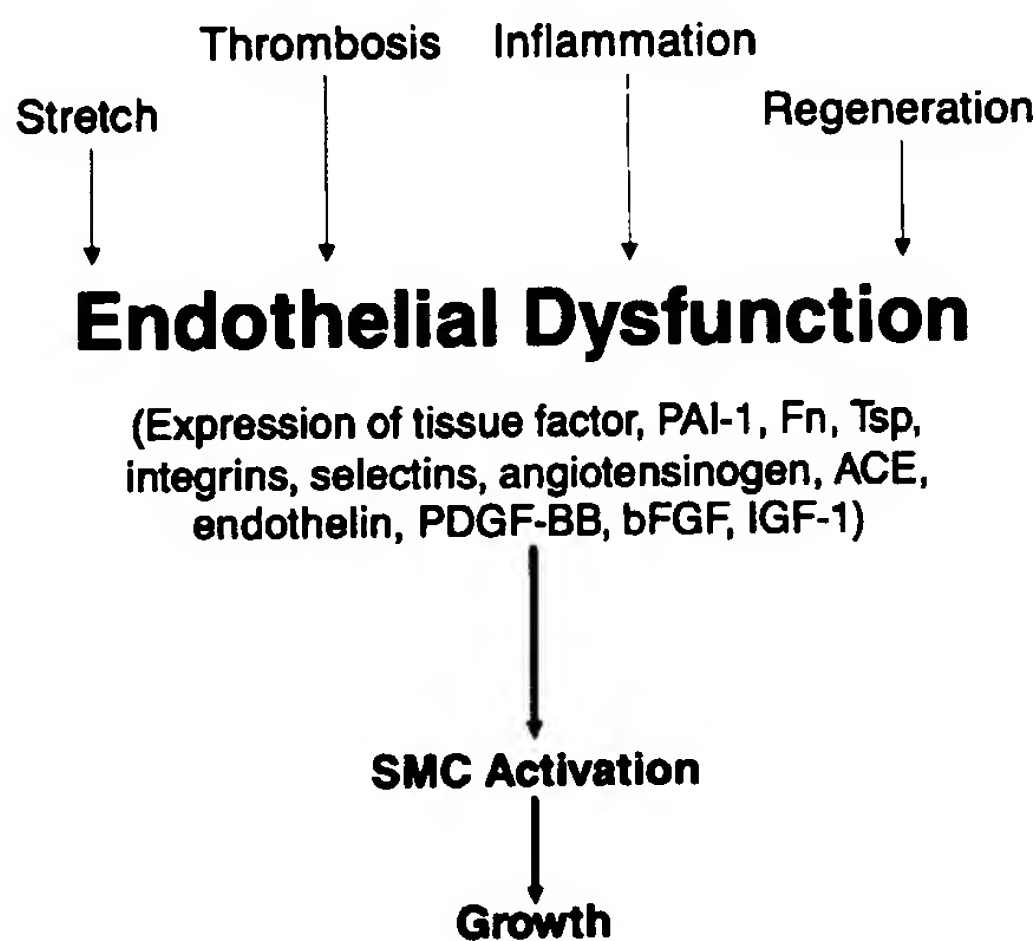 Thrombosis Inflammation
Stretch Regeneration
Endothelial Dysfunction
(Expression of tissue factor, PAI-1, Fn, Tsp,
integrins, selectins, angiotensinogen, ACE,
endothelin, PDGF-BB, bFGF, IGF-1)
SMC Activation
Growth